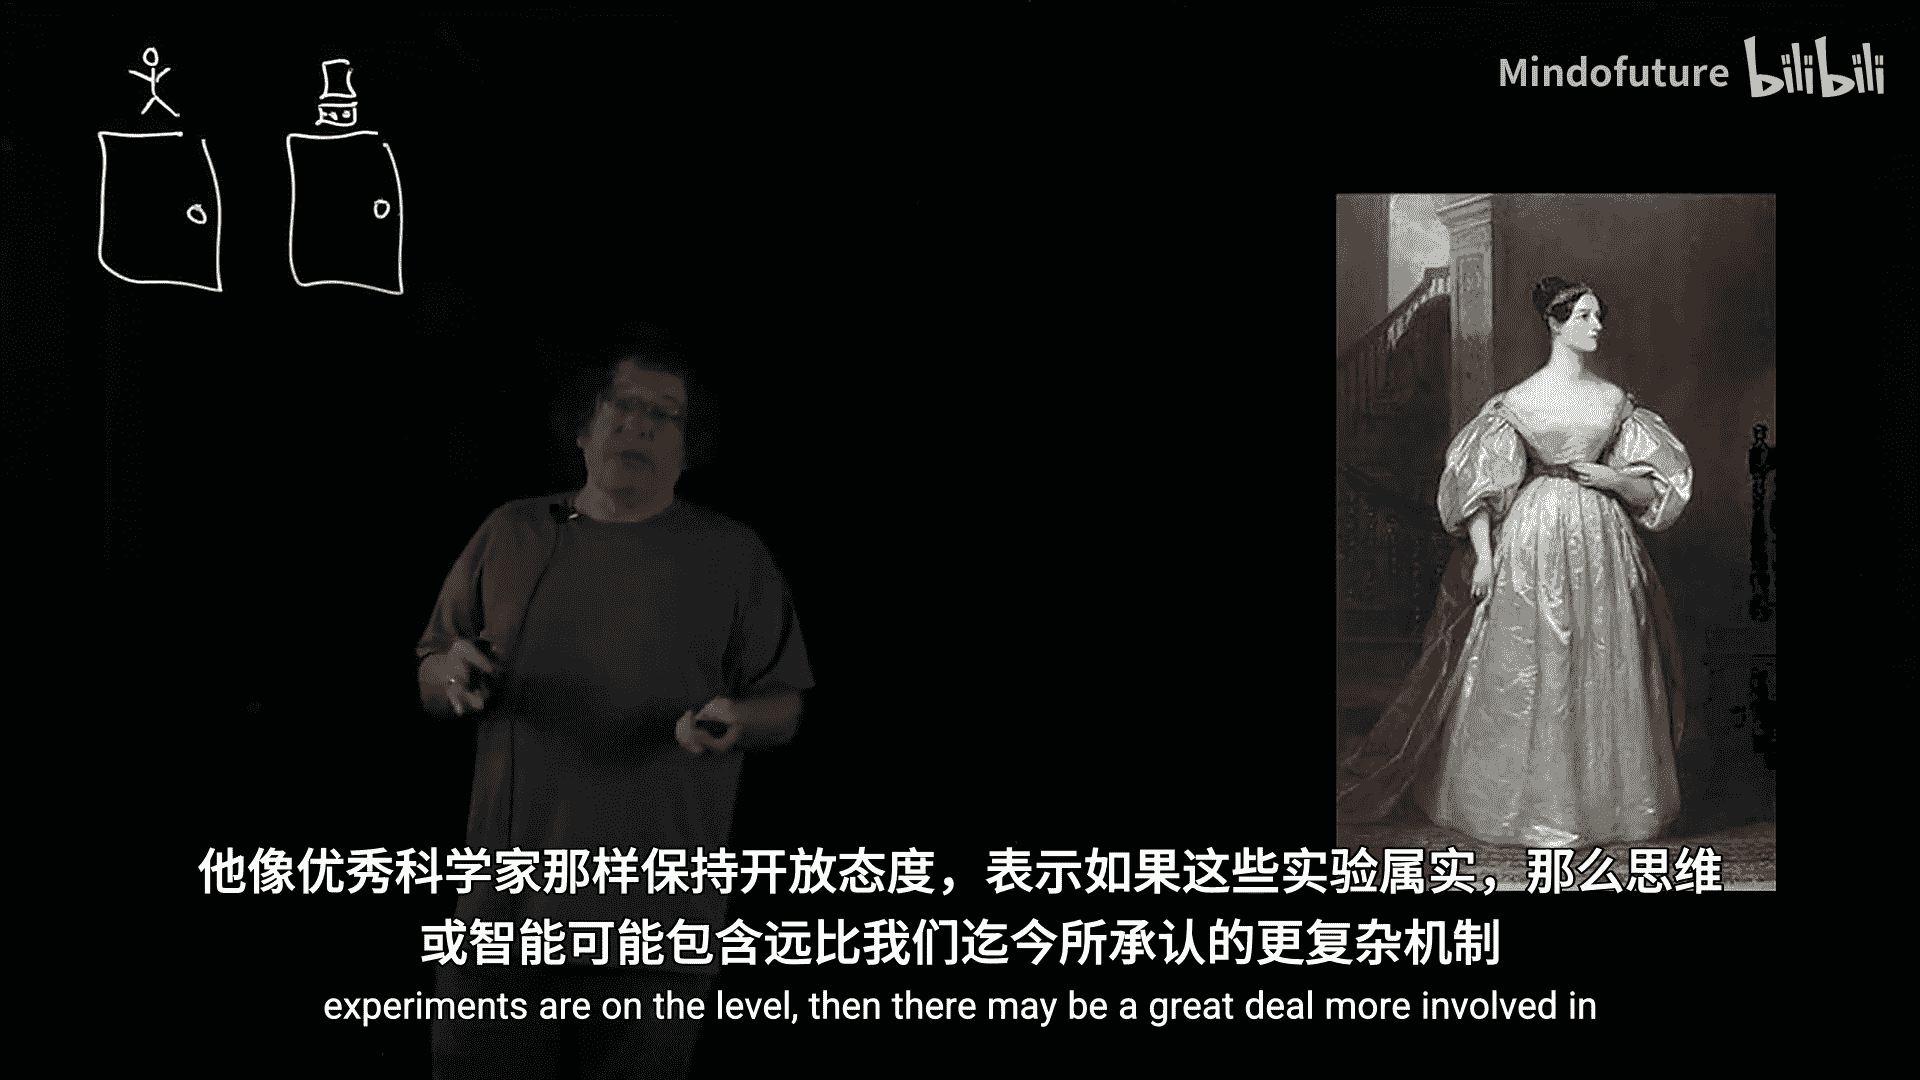 Mindofuture bilibili
他像优秀科学家那样保持开放态度，表示如果这些实验属实，那么思维
或智能可能包含远比我们迄今所承认的更复杂机制
experiments are on the level, then there may be a great deal more involved in